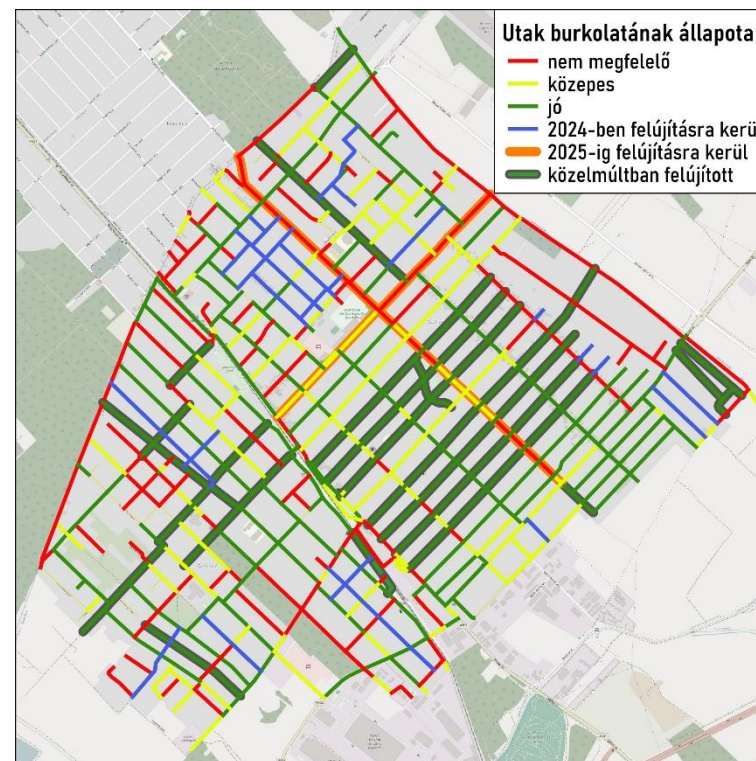 Utak burkolatának állapota
nem megfelelő
közepes
jó
2024-ben felújításra kerü
2025-ig felújításra kerül
közelmúltban felújított